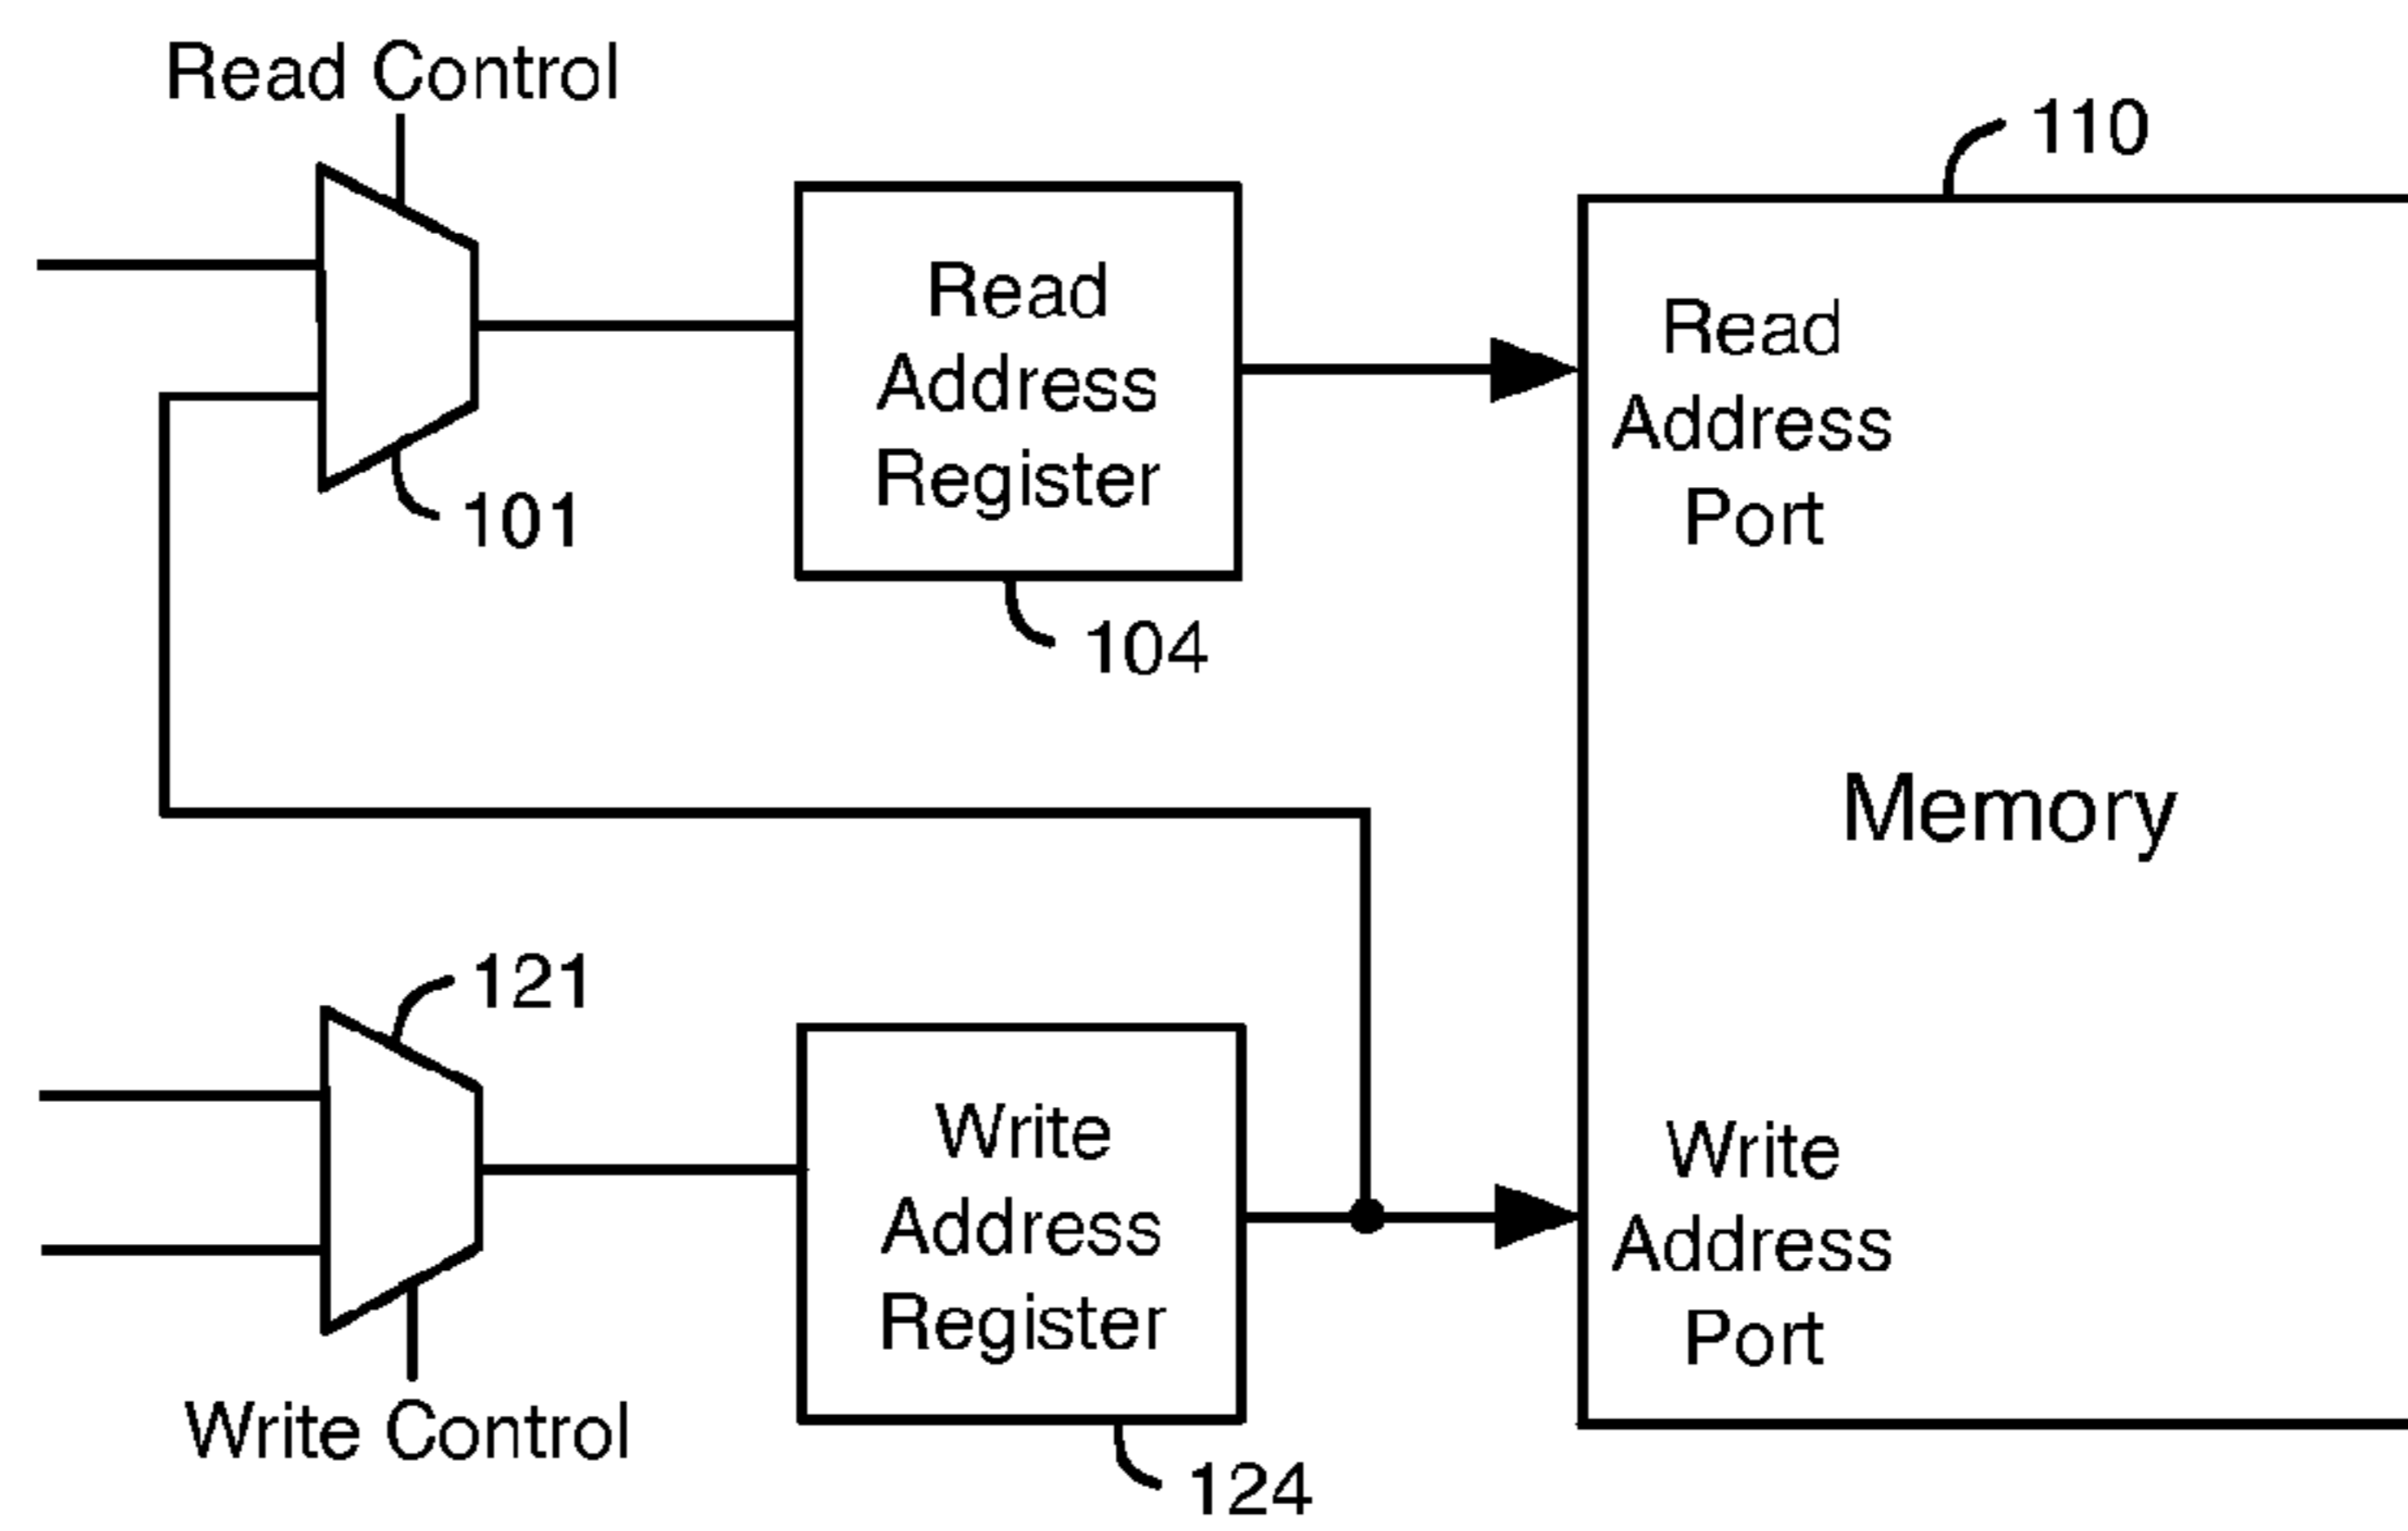 Read Control
110
Read
Address
Register
Read
Address
Port
101
104
Memory
121
Write
Address
Register
Write
Address
Port
Write Control
124